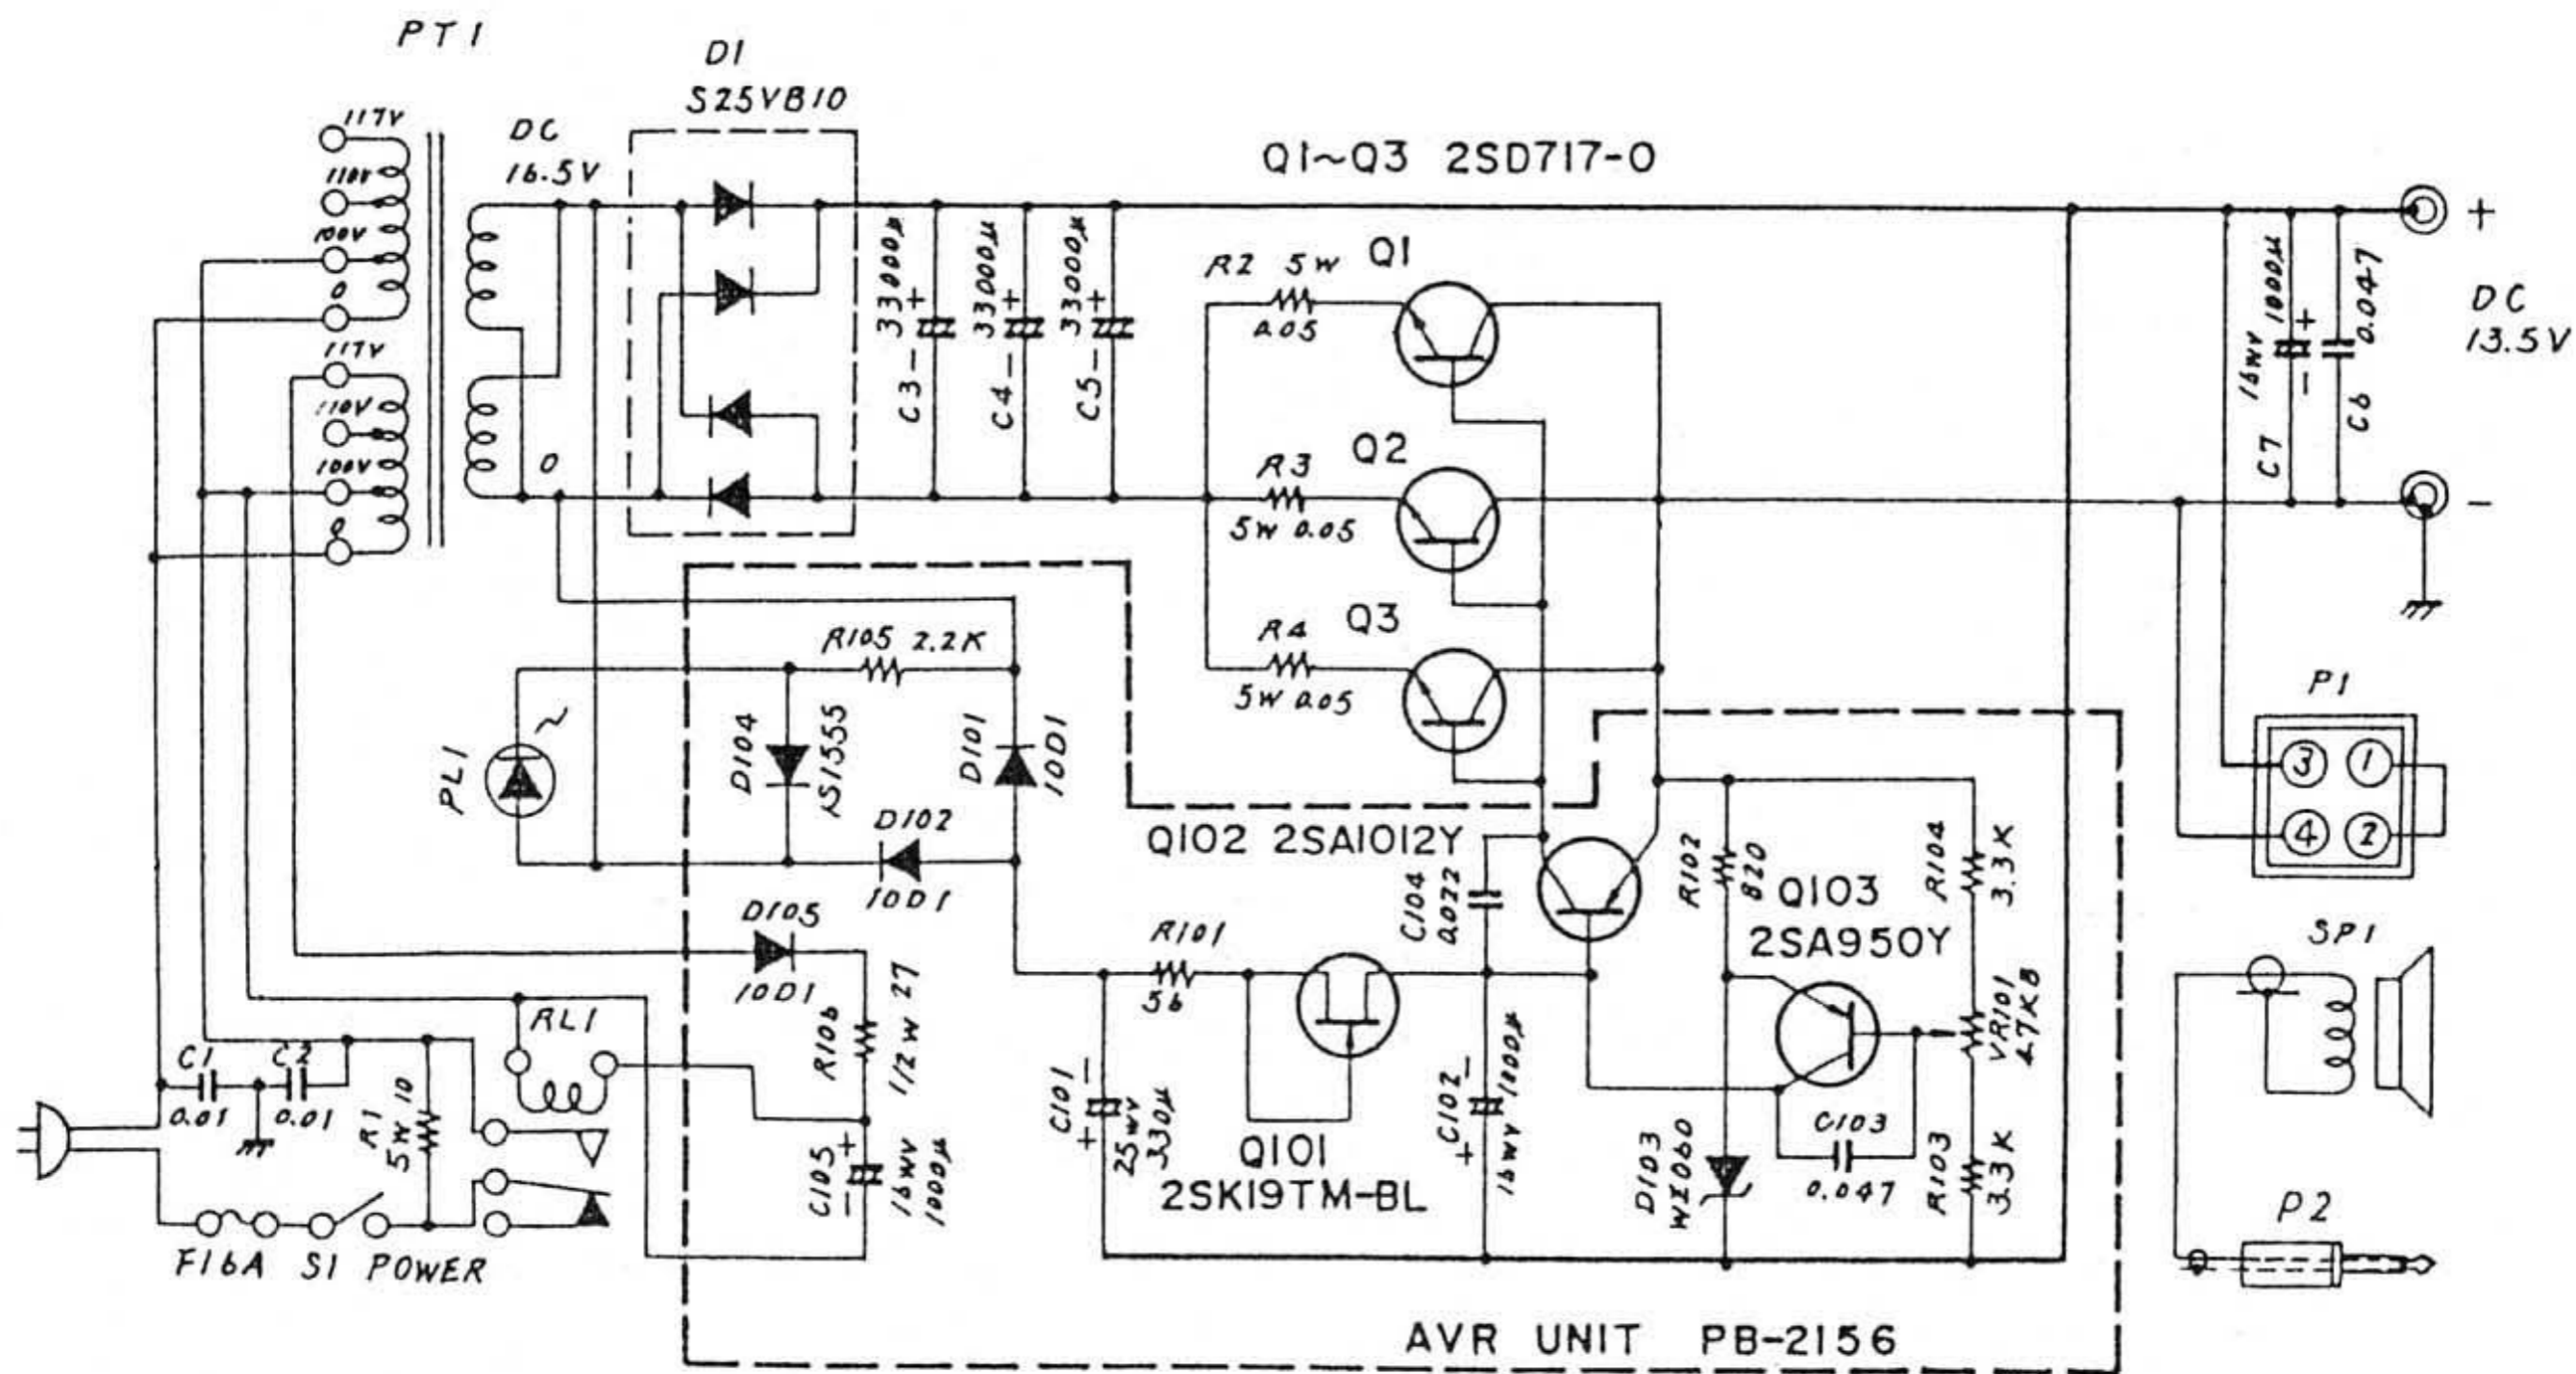 PT1
D1
S25VB10
117V
110V
100V
0
117V
110V
100V
0
DC
16.5V
0
Q1~Q3 2SD717-O
C3 33000μ
+
-
C4 33000μ
+
-
C5 33000μ
+
-
R2 5W
0.05
Q1
R3
5W 0.05
Q2
R4
5W 0.05
Q3
C7 16WV 1000μ
+
-
C6 0.047
+
DC
13.5V
-
P1
3
1
4
2
SP1
P2
R105 2.2K
PL1
D104
1S1555
D101
10D1
D102
10D1
D105
10D1
R106
1/2W 27
RL1
C1
0.01
C2
0.01
R1
5W 10
C105
+
-
16WV
1000μ
F1 6A S1 POWER
Q102 2SA1012Y
C104
0.022
R101
56
C101
-
+
25WV
330μ
Q101
2SK19TM-BL
C102
-
+
16WV 1000μ
R102
820
Q103
2SA950Y
R104
3.3K
VR101
4.7KB
D103
WZ060
C103
0.047
R103
3.3K
AVR UNIT PB-2156